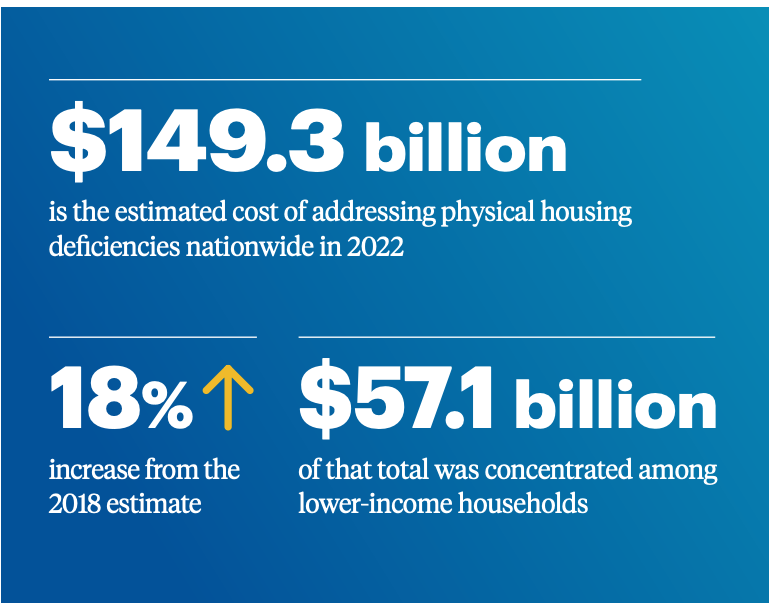 $149.3 billion
is the estimated cost of addressing physical housing
deficiencies nationwide in 2022
18%
increase from the
2018 estimate
$57.1 billion
of that total was concentrated among
lower-income households